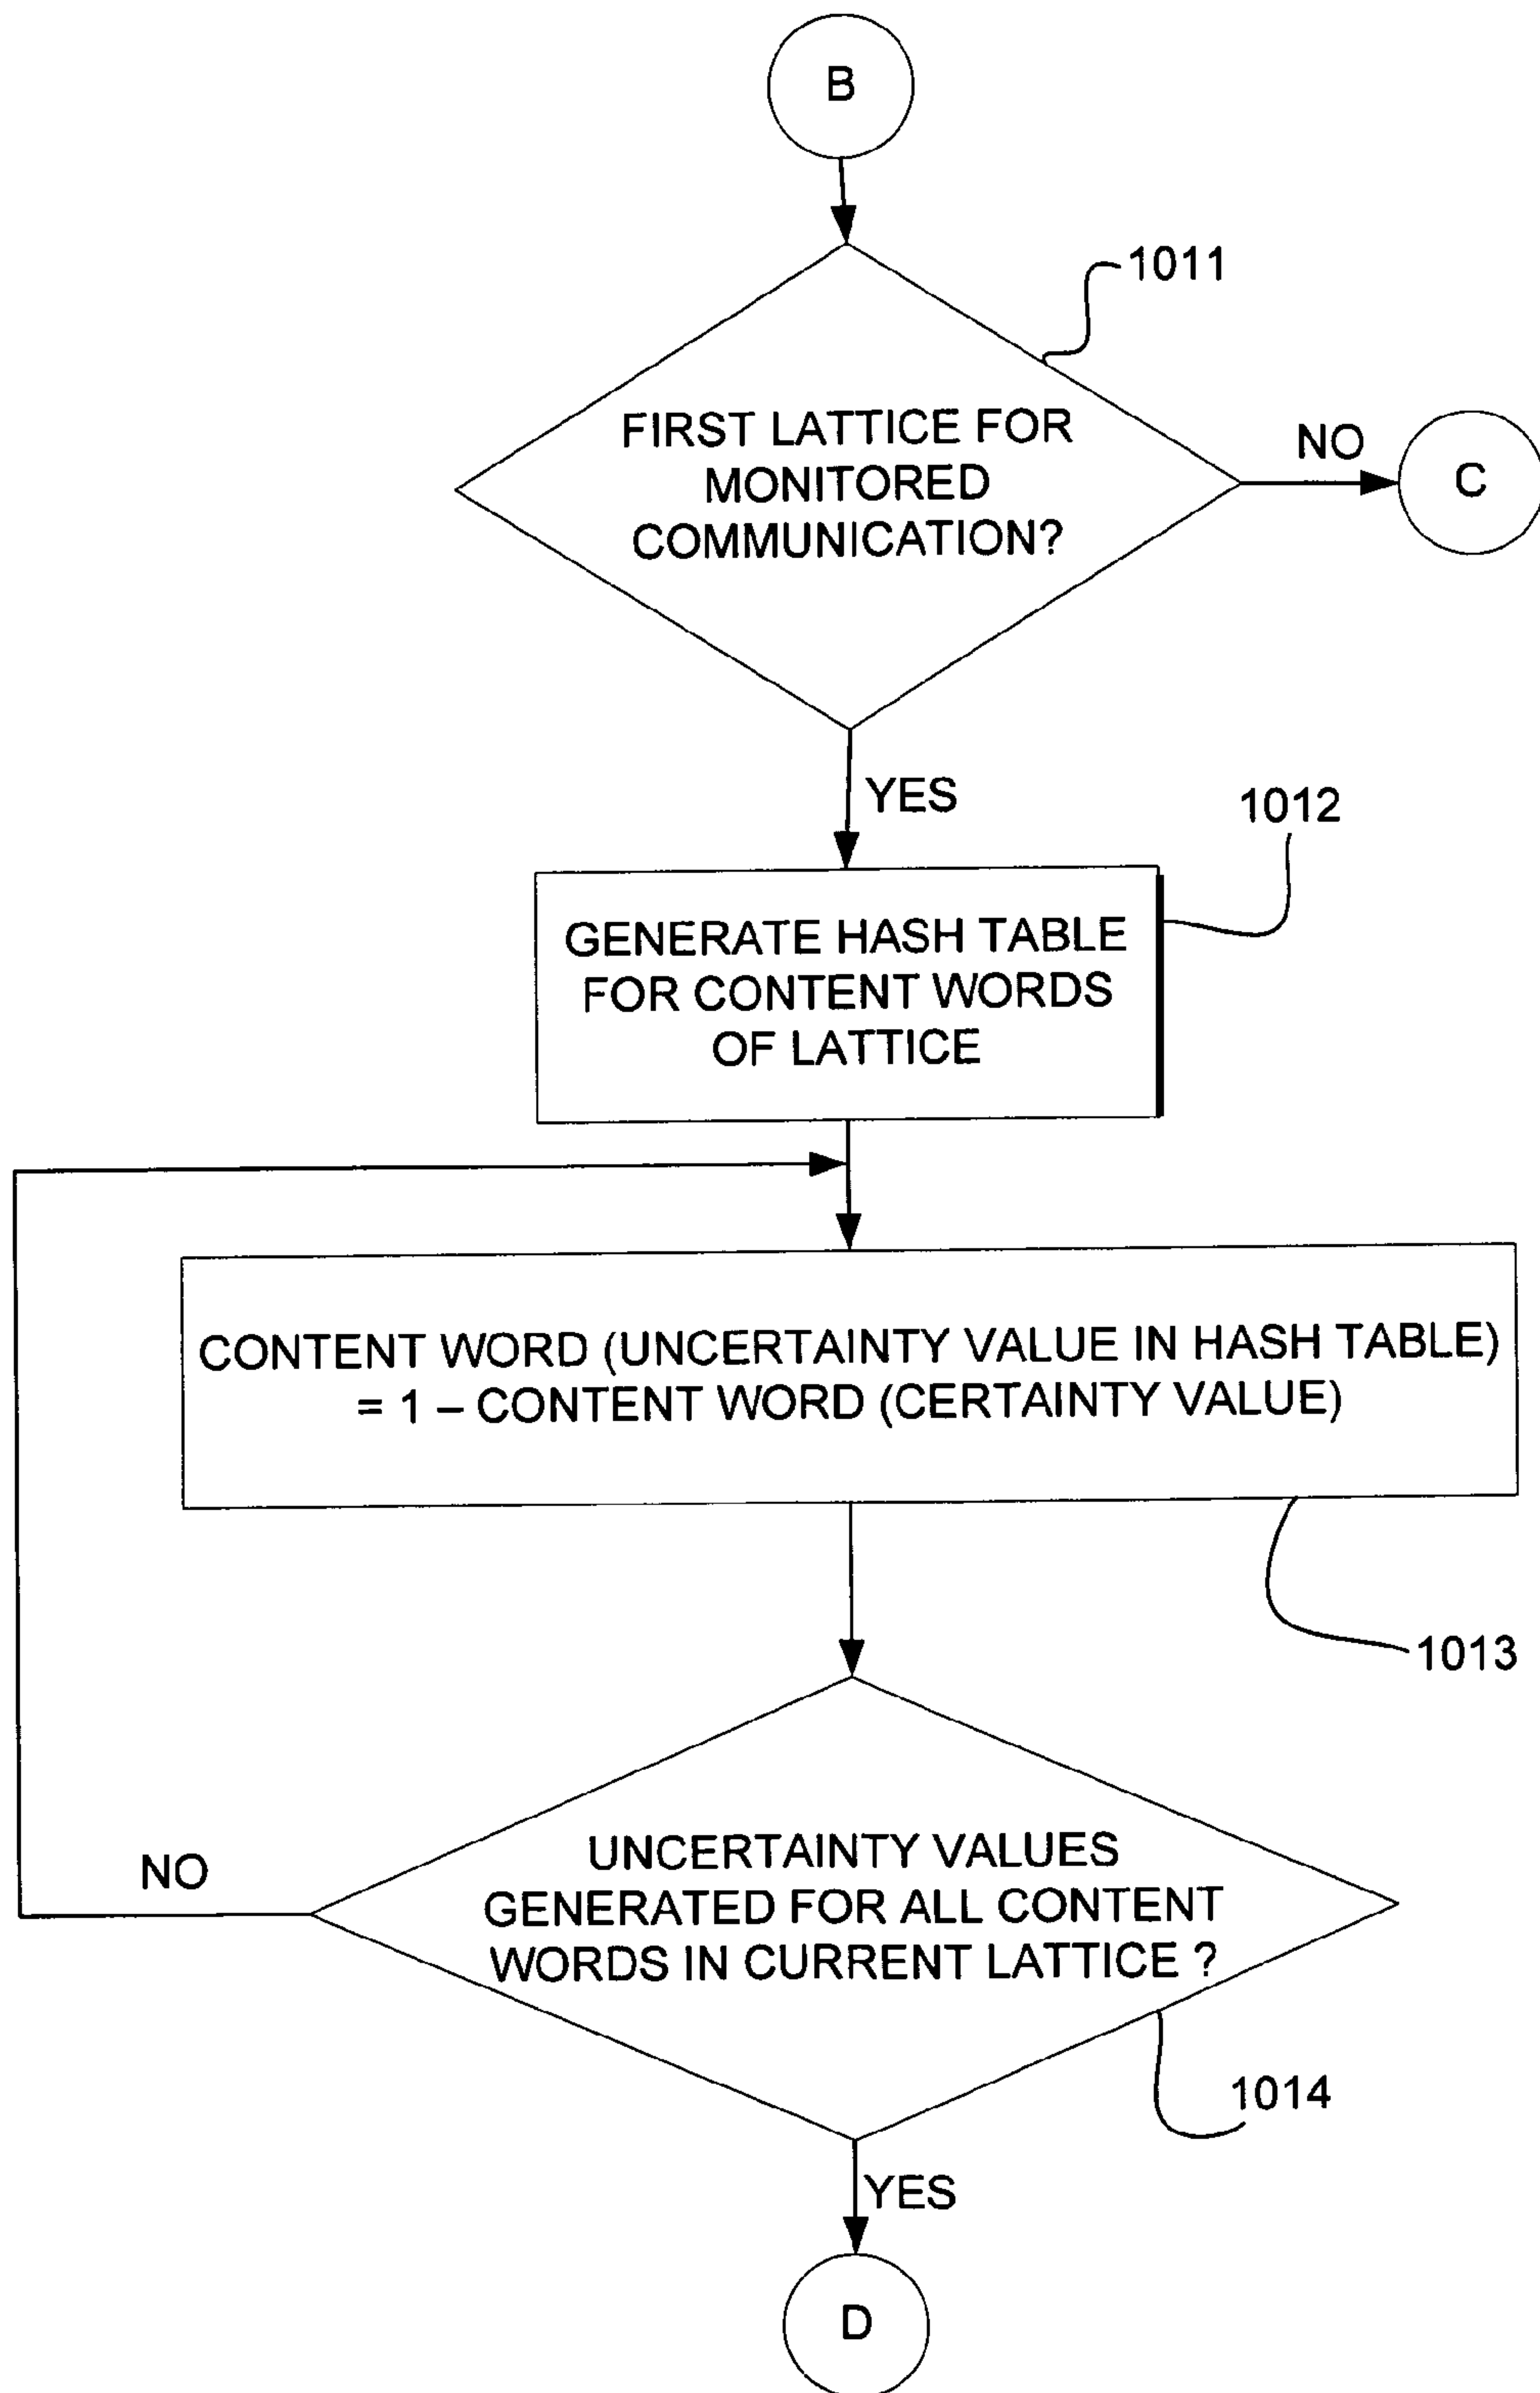 B
1011
FIRST LATTICE FOR
MONITORED
COMMUNICATION?
NO
C
YES
1012
GENERATE HASH TABLE
FOR CONTENT WORDS
OF LATTICE
CONTENT WORD (UNCERTAINTY VALUE IN HASH TABLE)
= 1 – CONTENT WORD (CERTAINTY VALUE)
1013
UNCERTAINTY VALUES
GENERATED FOR ALL CONTENT
WORDS IN CURRENT LATTICE ?
NO
1014
YES
D